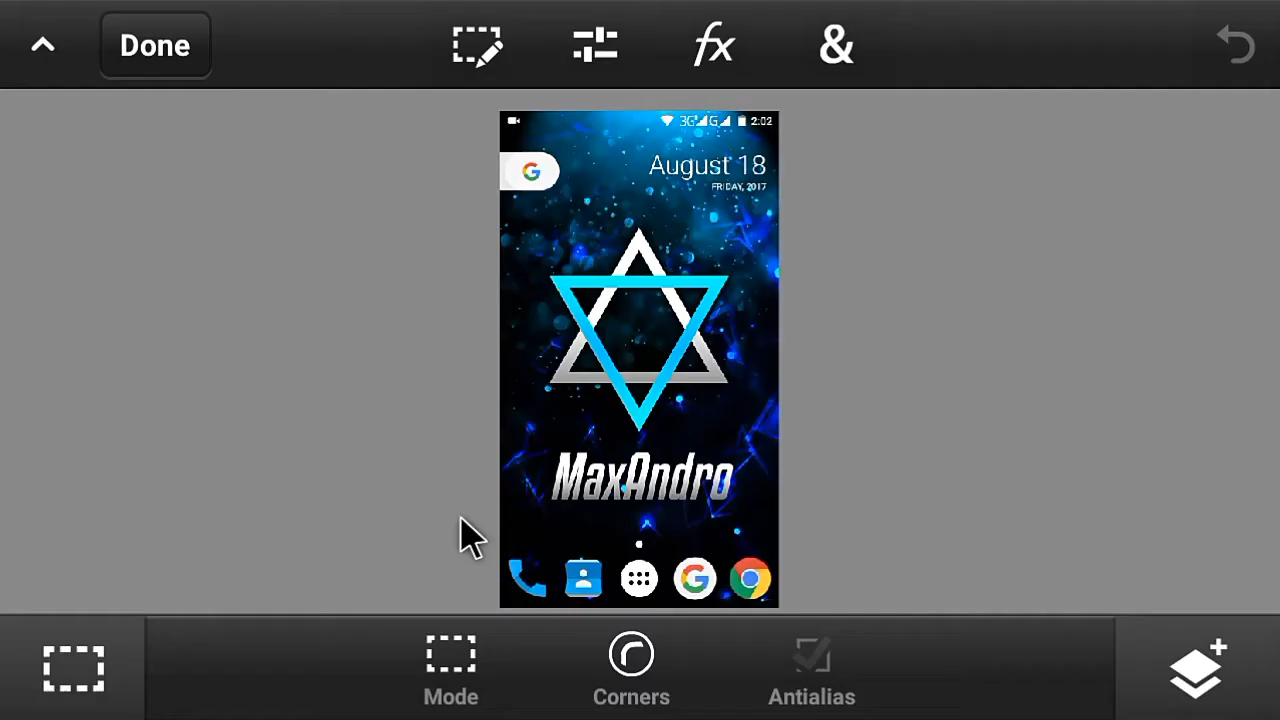 Done
fx
&
3G G 2:02
G
August 18
FRIDAY, 2017
MaxAndro
G
Mode
Corners
Antialias